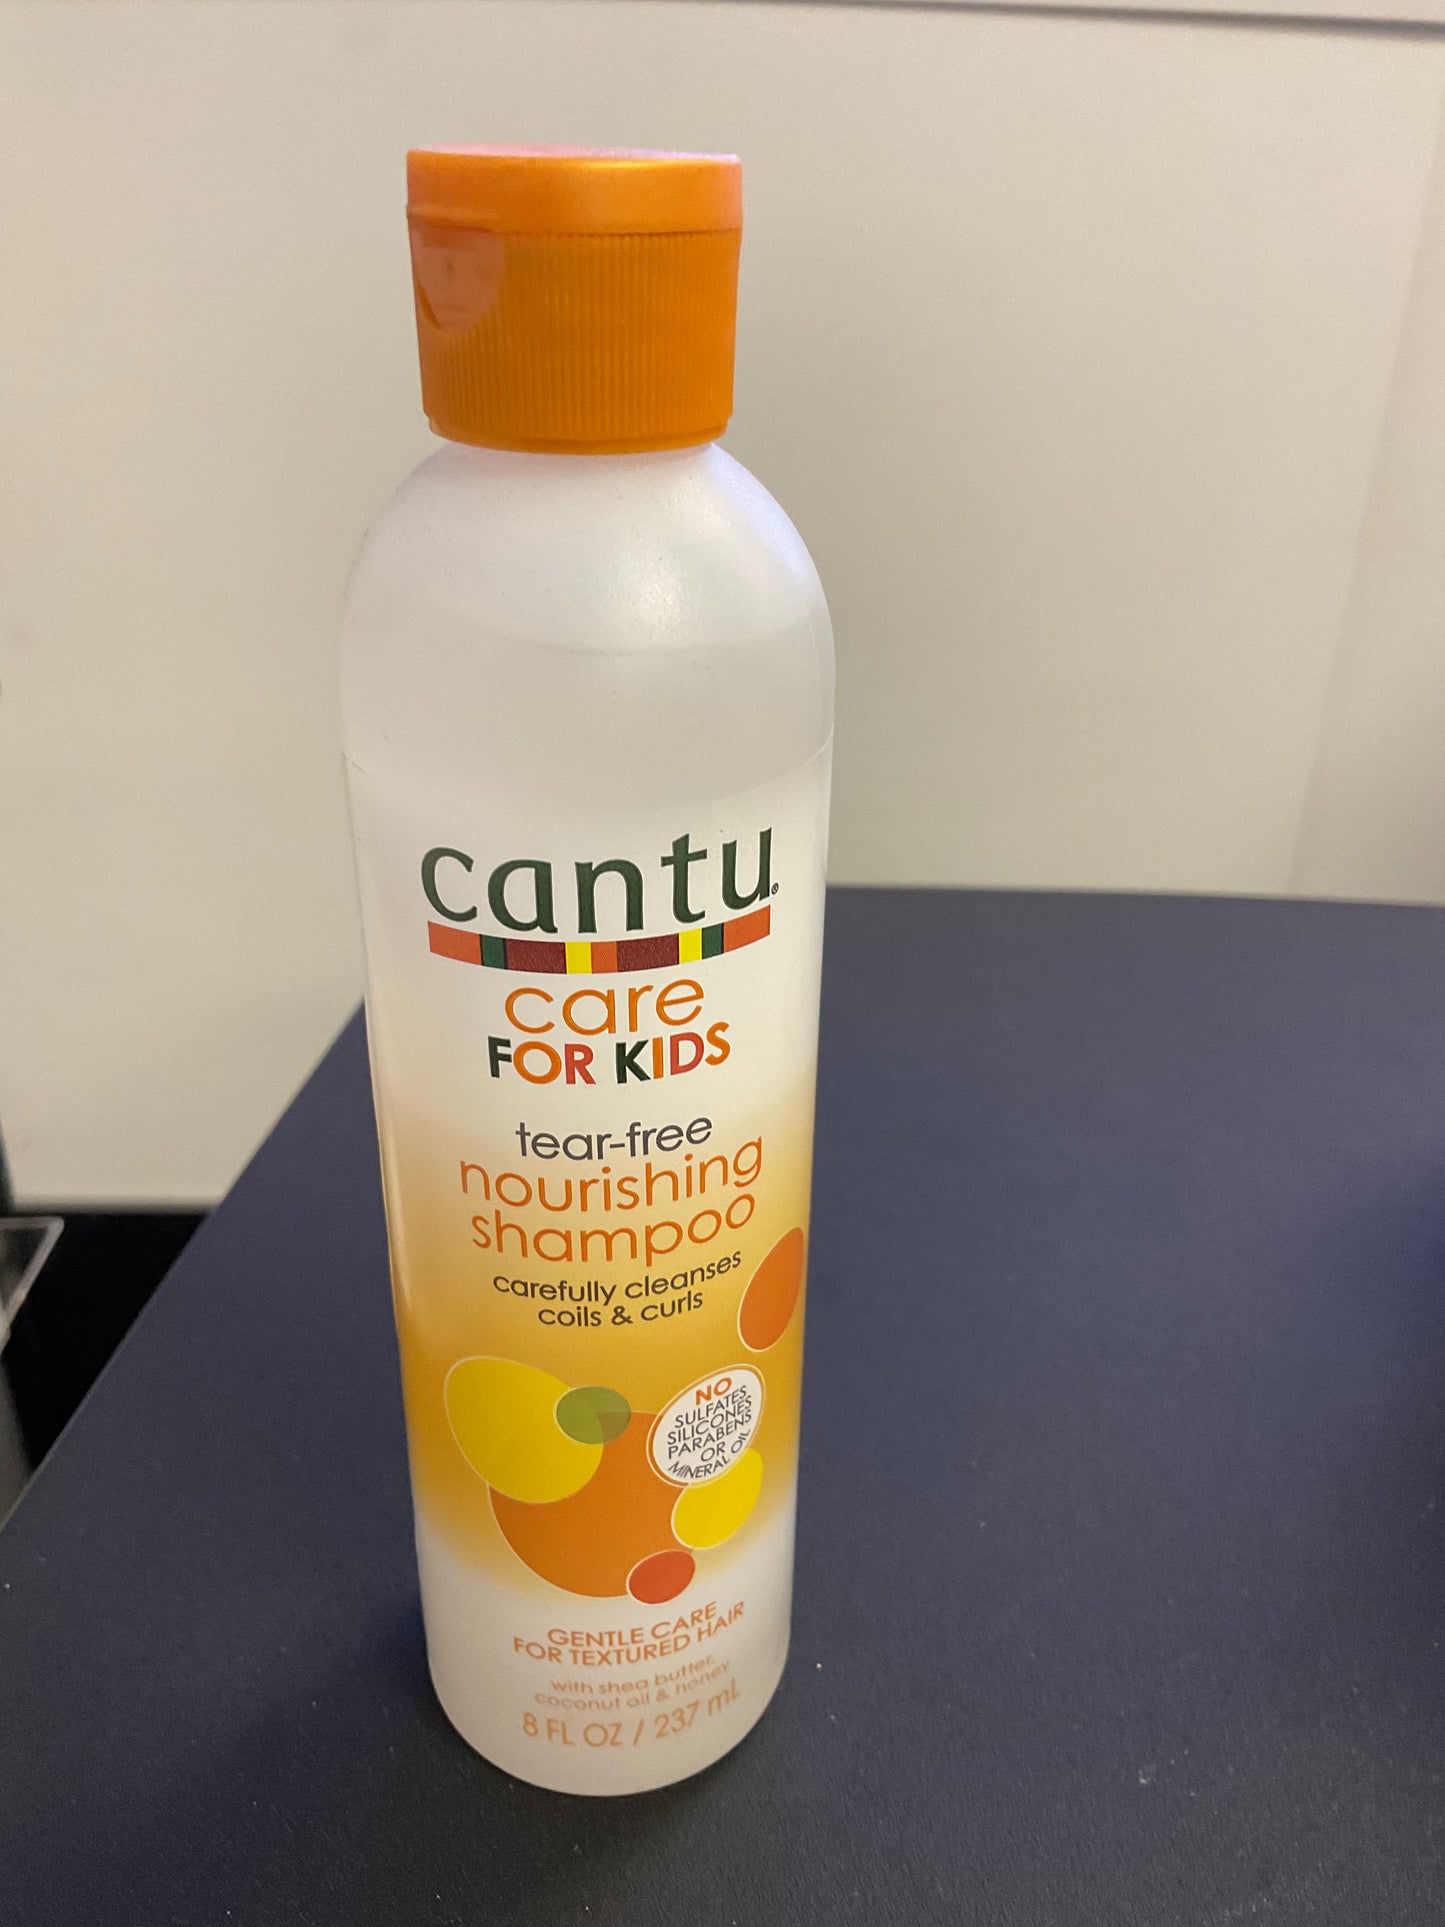 cantu®
care
FOR KIDS
tear-free
nourishing
shampoo
carefully cleanses
coils & curls
NO
SULFATES
SILICONES
PARABENS
OR
MINERAL OIL
GENTLE CARE
FOR TEXTURED HAIR
with shea butter,
coconut oil & honey
8 FL OZ / 237 mL